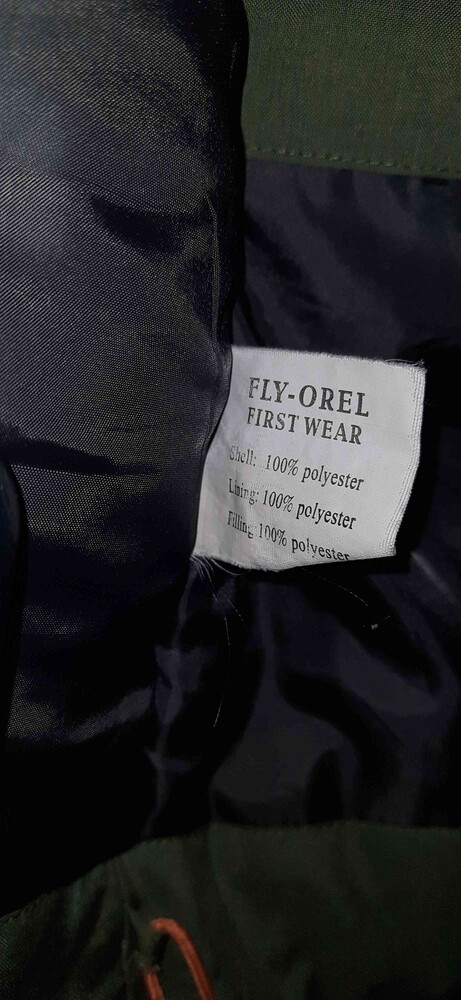 FLY-OREL
FIRST WEAR
Shell: 100% polyester
Lining: 100% polyester
Filling 100% polyester